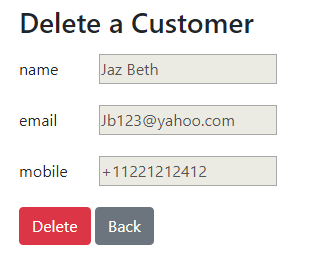 Delete a Customer
name Jaz Beth
email Jb123@yahoo.com
mobile +11221212412
Delete Back